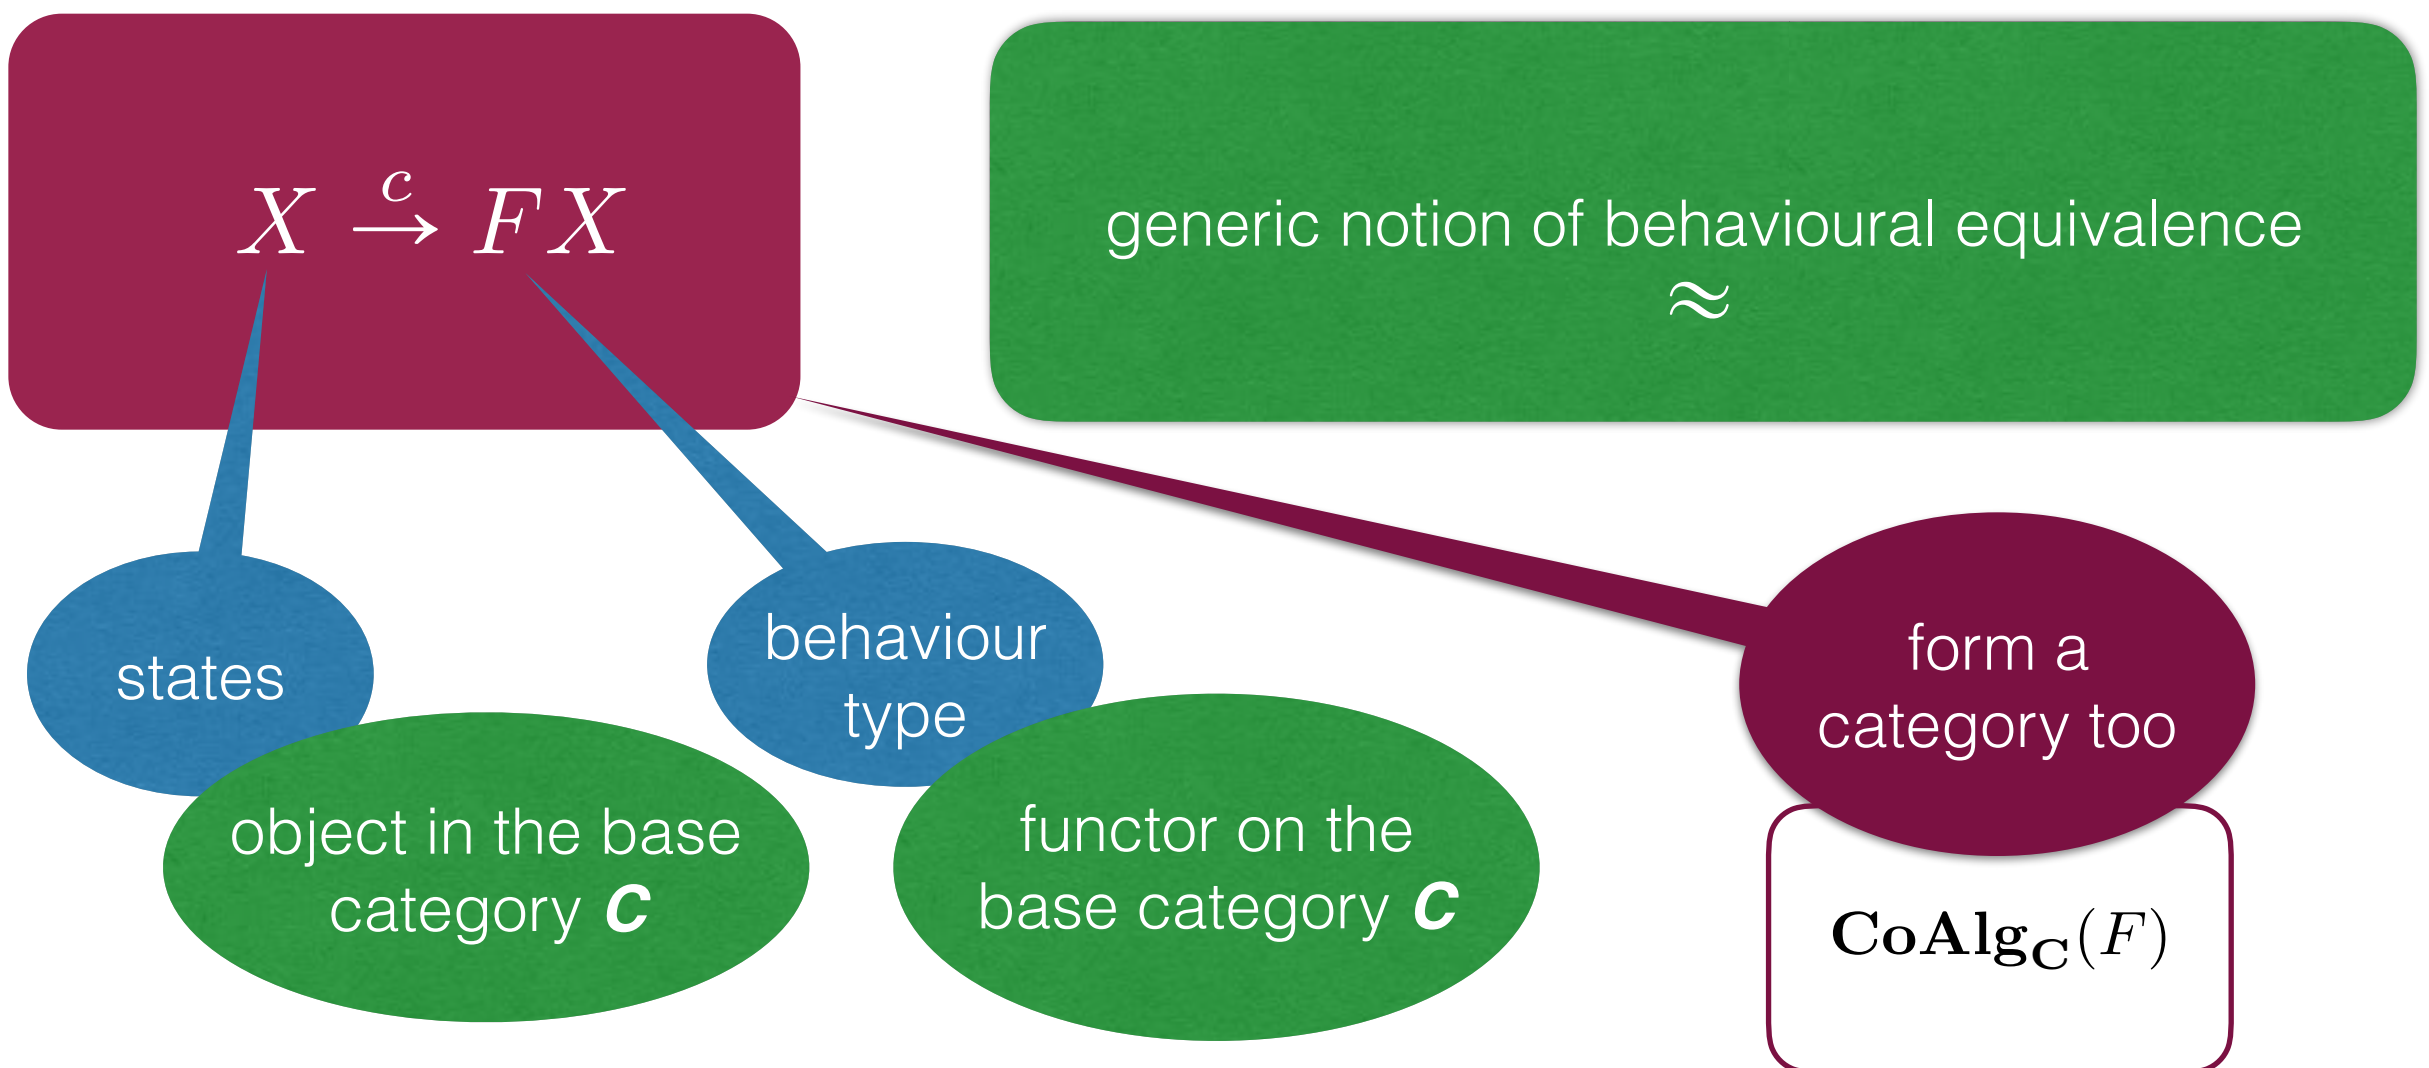 X →^c FX
generic notion of behavioural equivalence
≈
states
behaviour
type
object in the base
category C
functor on the
base category C
form a
category too
CoAlg_C(F)